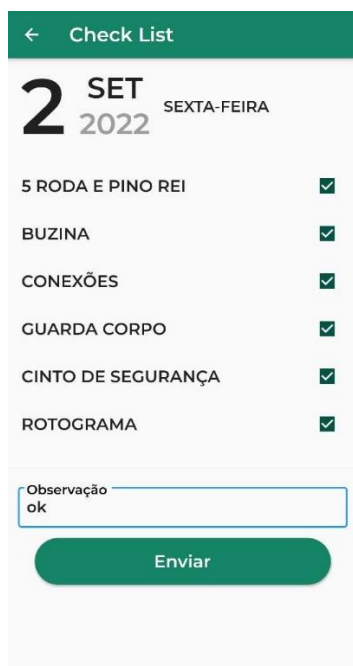 Check List
2 SET
2022
SEXTA-FEIRA
5 RODA E PINO REI
BUZINA
CONEXÕES
GUARDA CORPO
CINTO DE SEGURANÇA
ROTOGRAMA
Observação
ok
Enviar